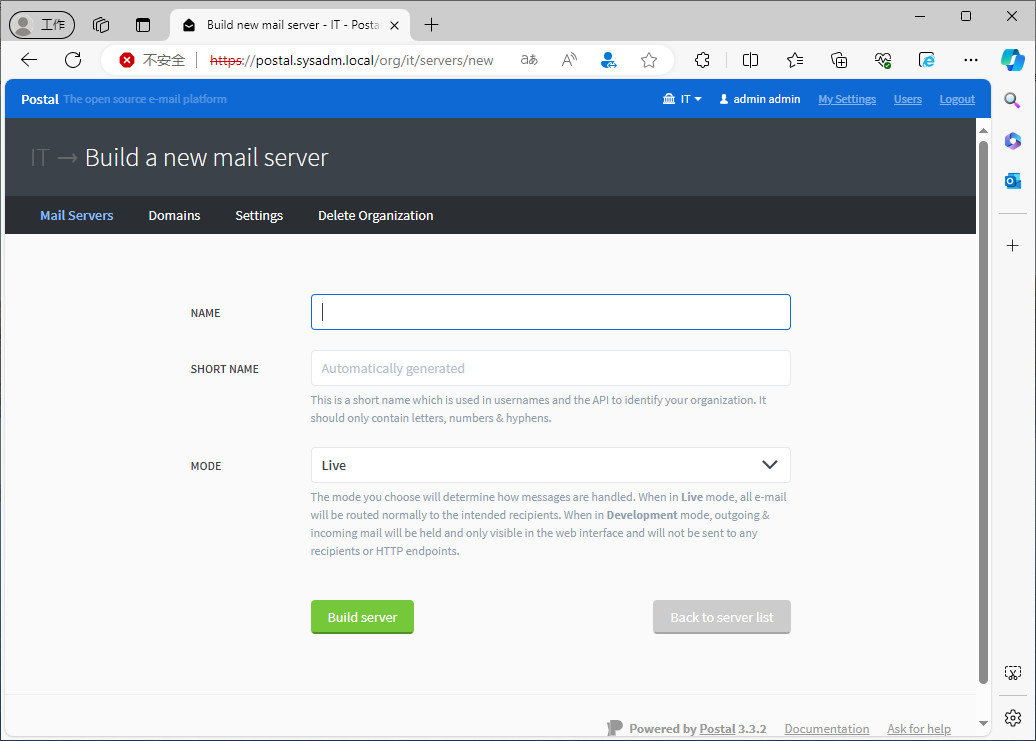 工作
Build new mail server - IT - Posta
不安全
https://postal.sysadm.local/org/it/servers/new
Postal The open source e-mail platform
IT
admin admin
My Settings
Users
Logout
IT → Build a new mail server
Mail Servers
Domains
Settings
Delete Organization
NAME
SHORT NAME
Automatically generated
This is a short name which is used in usernames and the API to identify your organization. It
should only contain letters, numbers & hyphens.
MODE
Live
The mode you choose will determine how messages are handled. When in Live mode, all e-mail
will be routed normally to the intended recipients. When in Development mode, outgoing &
incoming mail will be held and only visible in the web interface and will not be sent to any
recipients or HTTP endpoints.
Build server
Back to server list
Powered by Postal 3.3.2
Documentation
Ask for help